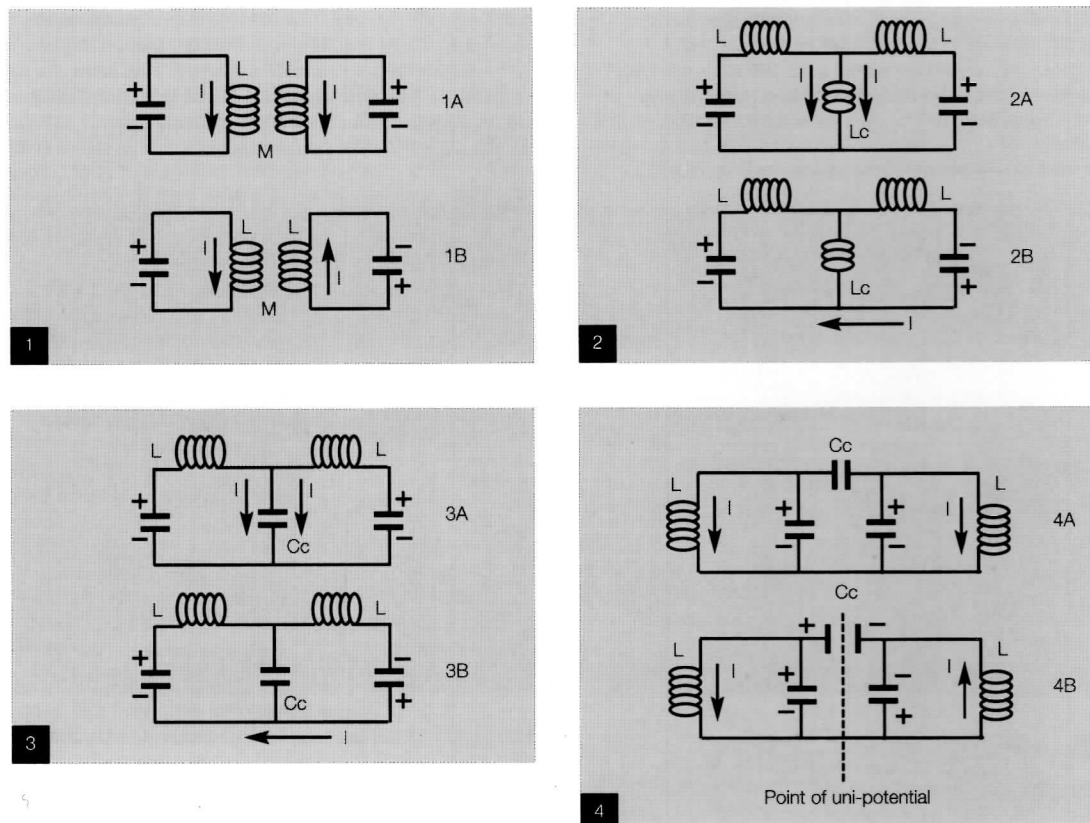 L L
+ I I + 1A
− −
M
L L
+ I − 1B
− I +
M
1
L L
+ I I + 2A
− −
Lc
L L
+ − 2B
− +
Lc
I
2
L L
+ I I + 3A
− −
Cc
L L
+ − 3B
− +
Cc
I
3
Cc
L L
I + + I 4A
− −
Cc
+ −
L L
I + − I 4B
− +
Point of uni-potential
4